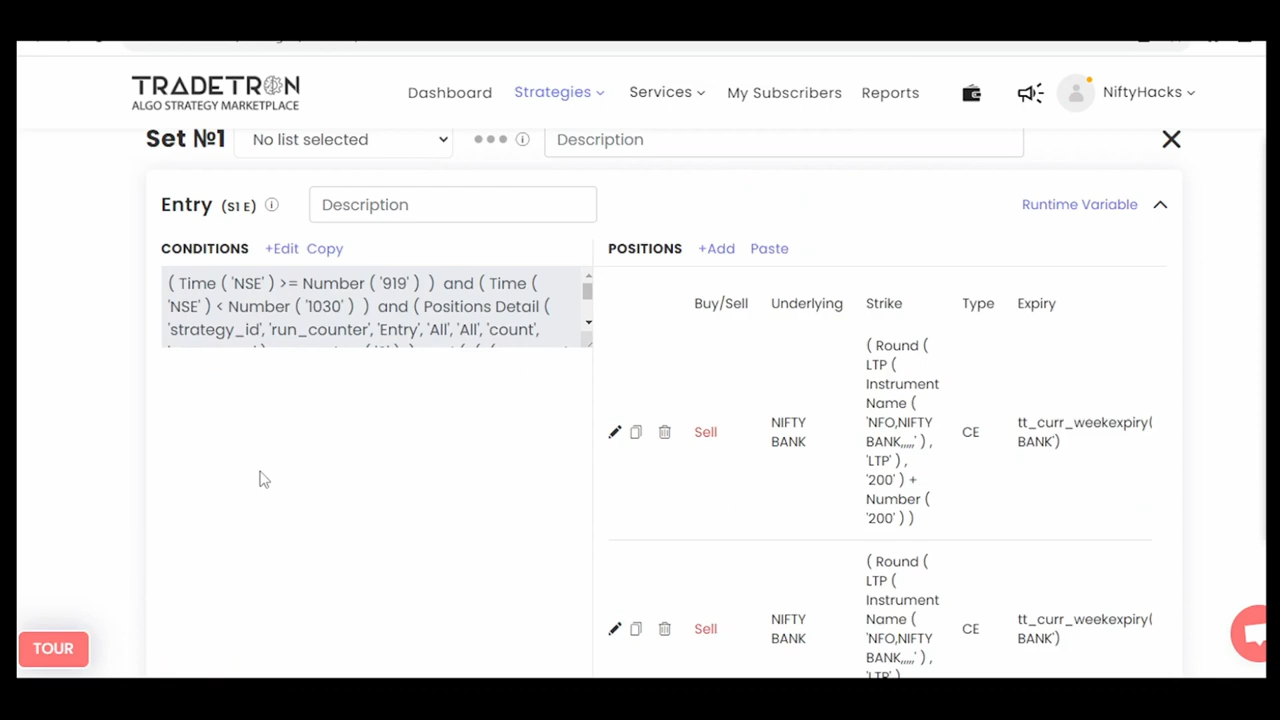 TRADETRON
ALGO STRATEGY MARKETPLACE
Dashboard
Strategies
Services
My Subscribers
Reports
NiftyHacks
Set №1
No list selected
Description
Entry (S1 E)
Description
Runtime Variable
CONDITIONS +Edit Copy
( Time ( 'NSE' ) >= Number ( '919' ) ) and ( Time (
'NSE' ) < Number ( '1030' ) ) and ( Positions Detail (
'strategy_id', 'run_counter', 'Entry', 'All', 'All', 'count',
POSITIONS +Add Paste
Buy/Sell Underlying Strike Type Expiry
Sell
NIFTY
BANK
( Round (
LTP (
Instrument
Name (
'NFO,NIFTY
BANK,,,,,' ) ,
'LTP' ) ,
'200' ) +
Number (
'200' ) )
CE
tt_curr_weekexpiry(
BANK')
Sell
NIFTY
BANK
( Round (
LTP (
Instrument
Name (
'NFO,NIFTY
BANK,,,,,' ) ,
'LTP' ) ,
CE
tt_curr_weekexpiry(
BANK')
TOUR